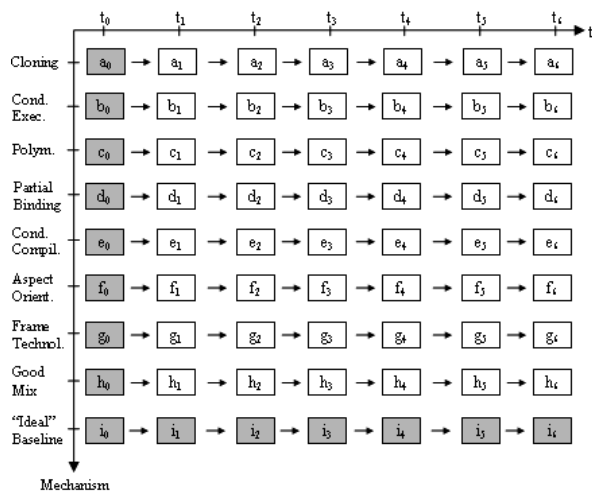 t₀ t₁ t₂ t₃ t₄ t₅ t₆
t
Cloning a₀ a₁ a₂ a₃ a₄ a₅ a₆
Cond.
Exec.
b₀ b₁ b₂ b₃ b₄ b₅ b₆
Polym. c₀ c₁ c₂ c₃ c₄ c₅ c₆
Partial
Binding
d₀ d₁ d₂ d₃ d₄ d₅ d₆
Cond.
Compil.
e₀ e₁ e₂ e₃ e₄ e₅ e₆
Aspect
Orient.
f₀ f₁ f₂ f₃ f₄ f₅ f₆
Frame
Technol.
g₀ g₁ g₂ g₃ g₄ g₅ g₆
Good
Mix
h₀ h₁ h₂ h₃ h₄ h₅ h₆
“Ideal”
Baseline
i₀ i₁ i₂ i₃ i₄ i₅ i₆
Mechanism